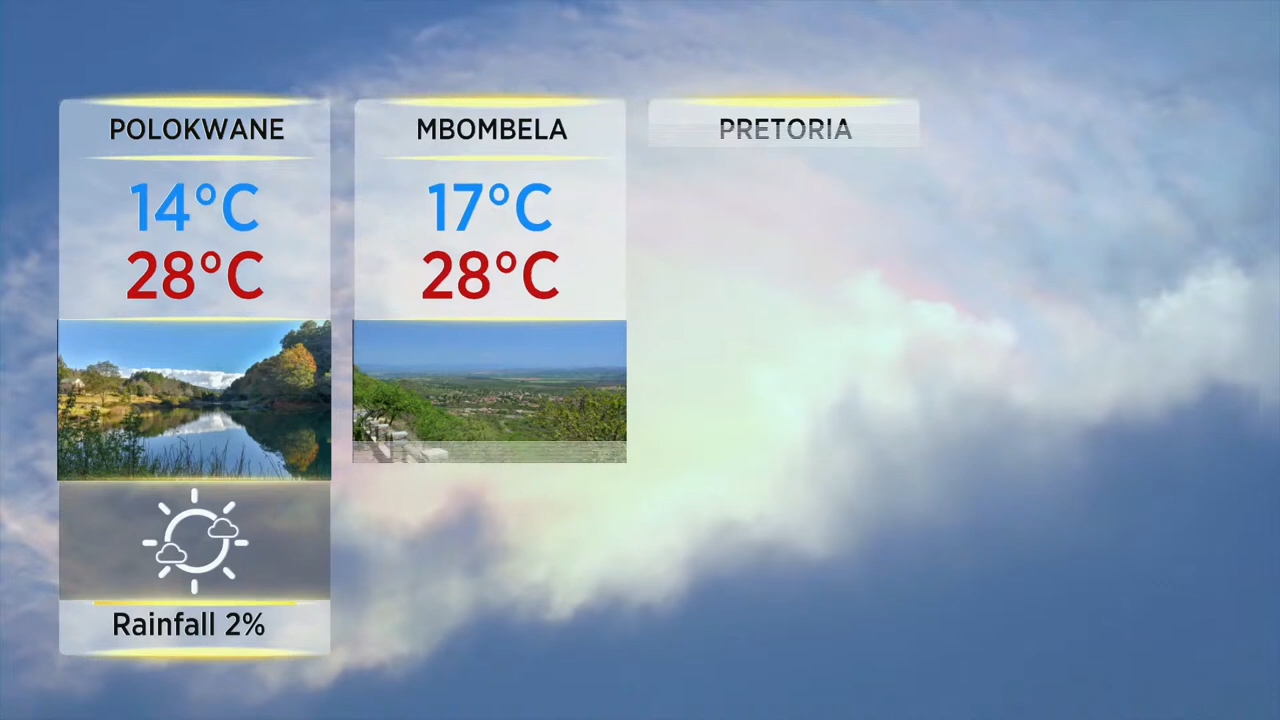 POLOKWANE
14°C
28°C
Rainfall 2%
MBOMBELA
17°C
28°C
PRETORIA